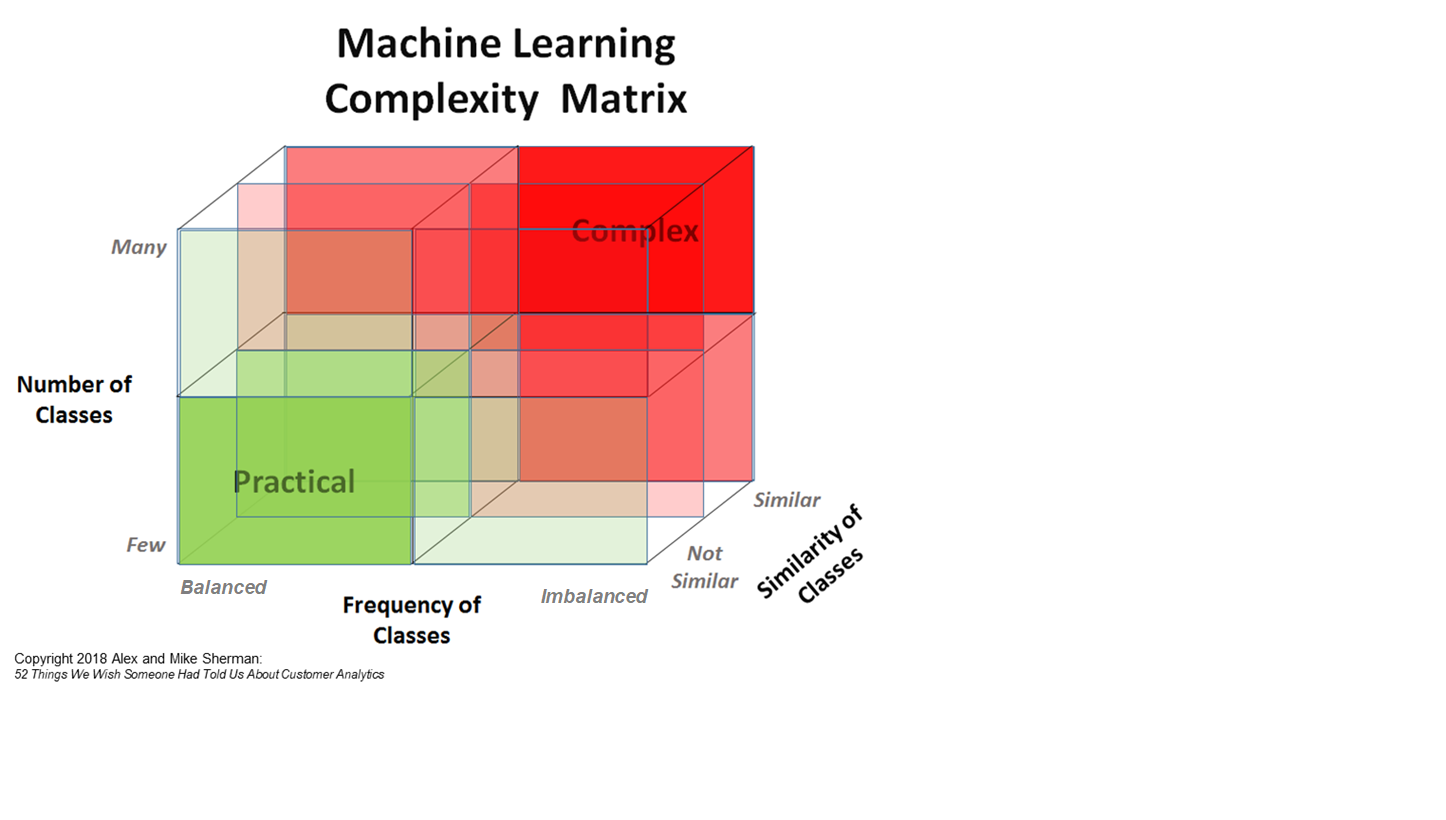 Machine Learning
Complexity Matrix
Complex
Many
Number of
Classes
Practical
Few
Similar
Not
Similar
Similarity of
Classes
Balanced
Imbalanced
Frequency of
Classes
Copyright 2018 Alex and Mike Sherman:
52 Things We Wish Someone Had Told Us About Customer Analytics